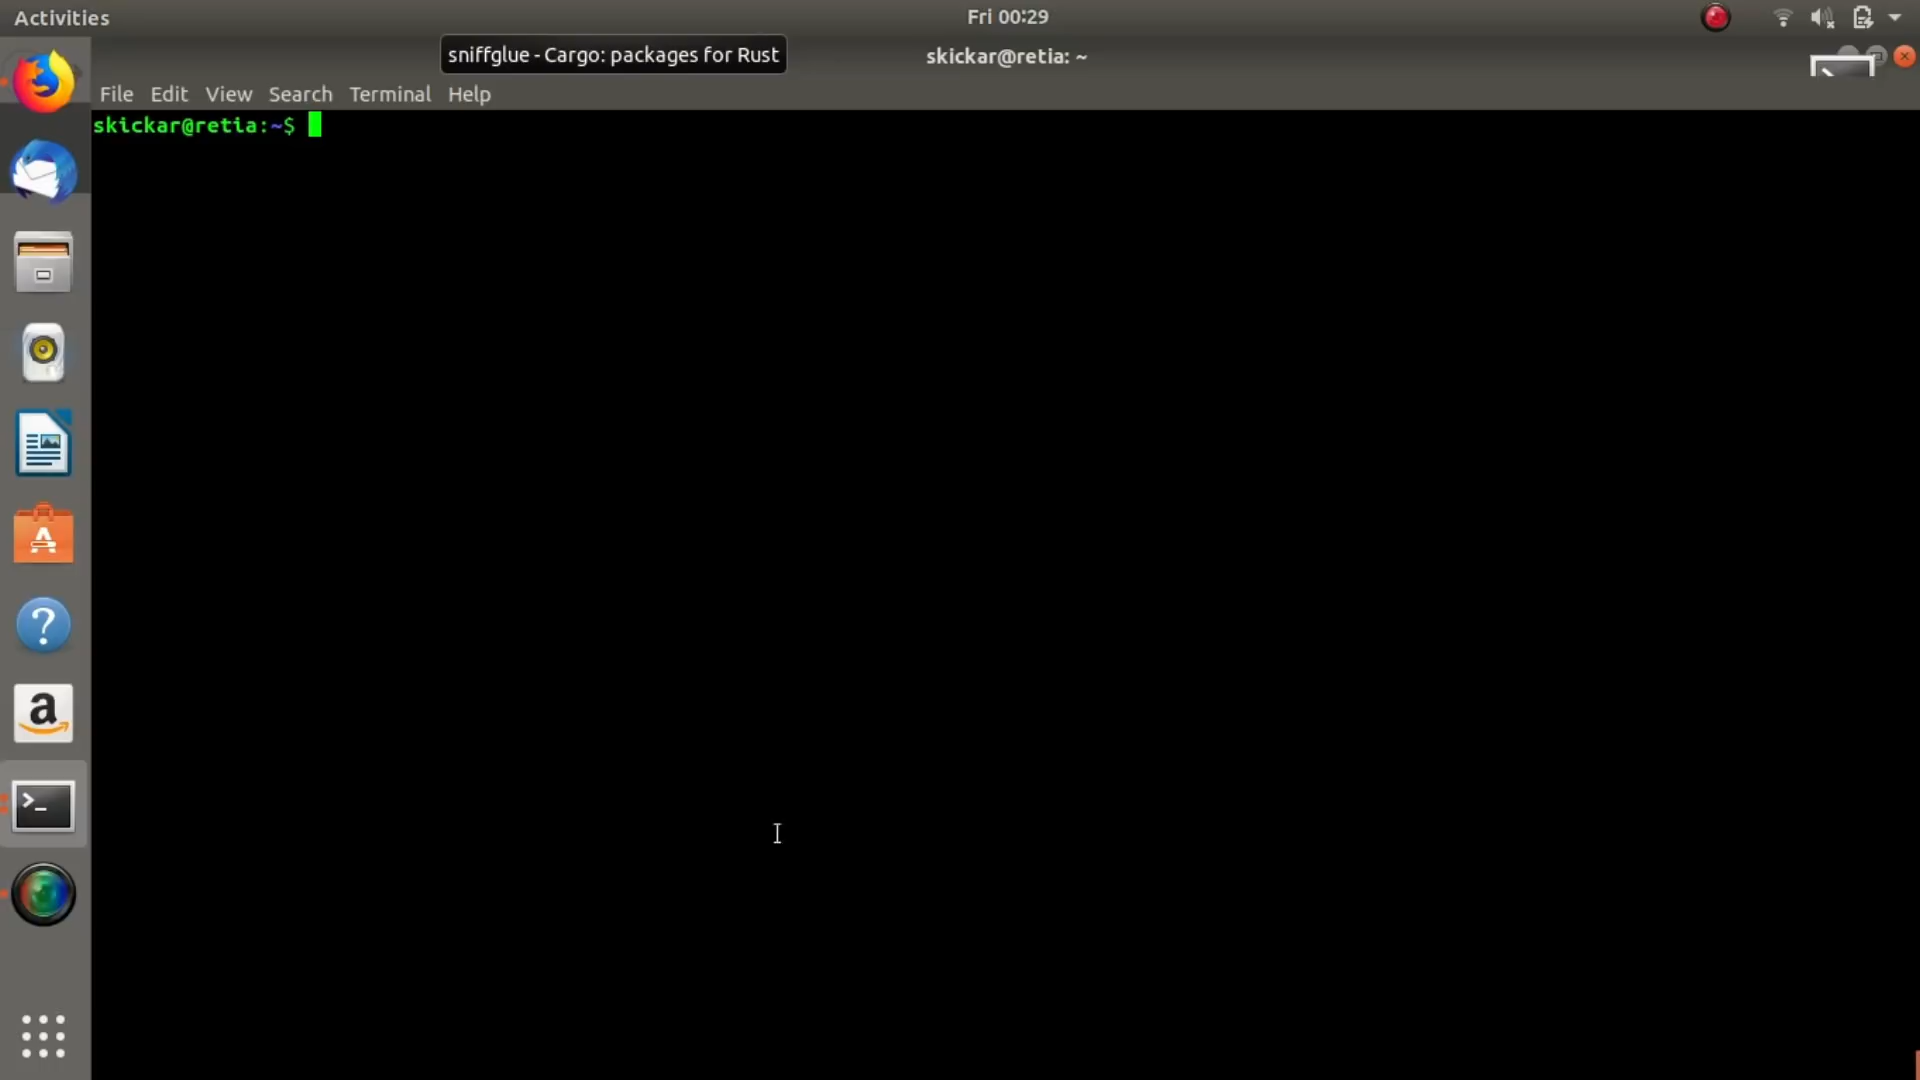 Activities
Fri 00:29
sniffglue - Cargo: packages for Rust
skickar@retia: ~
File Edit View Search Terminal Help
skickar@retia:~$